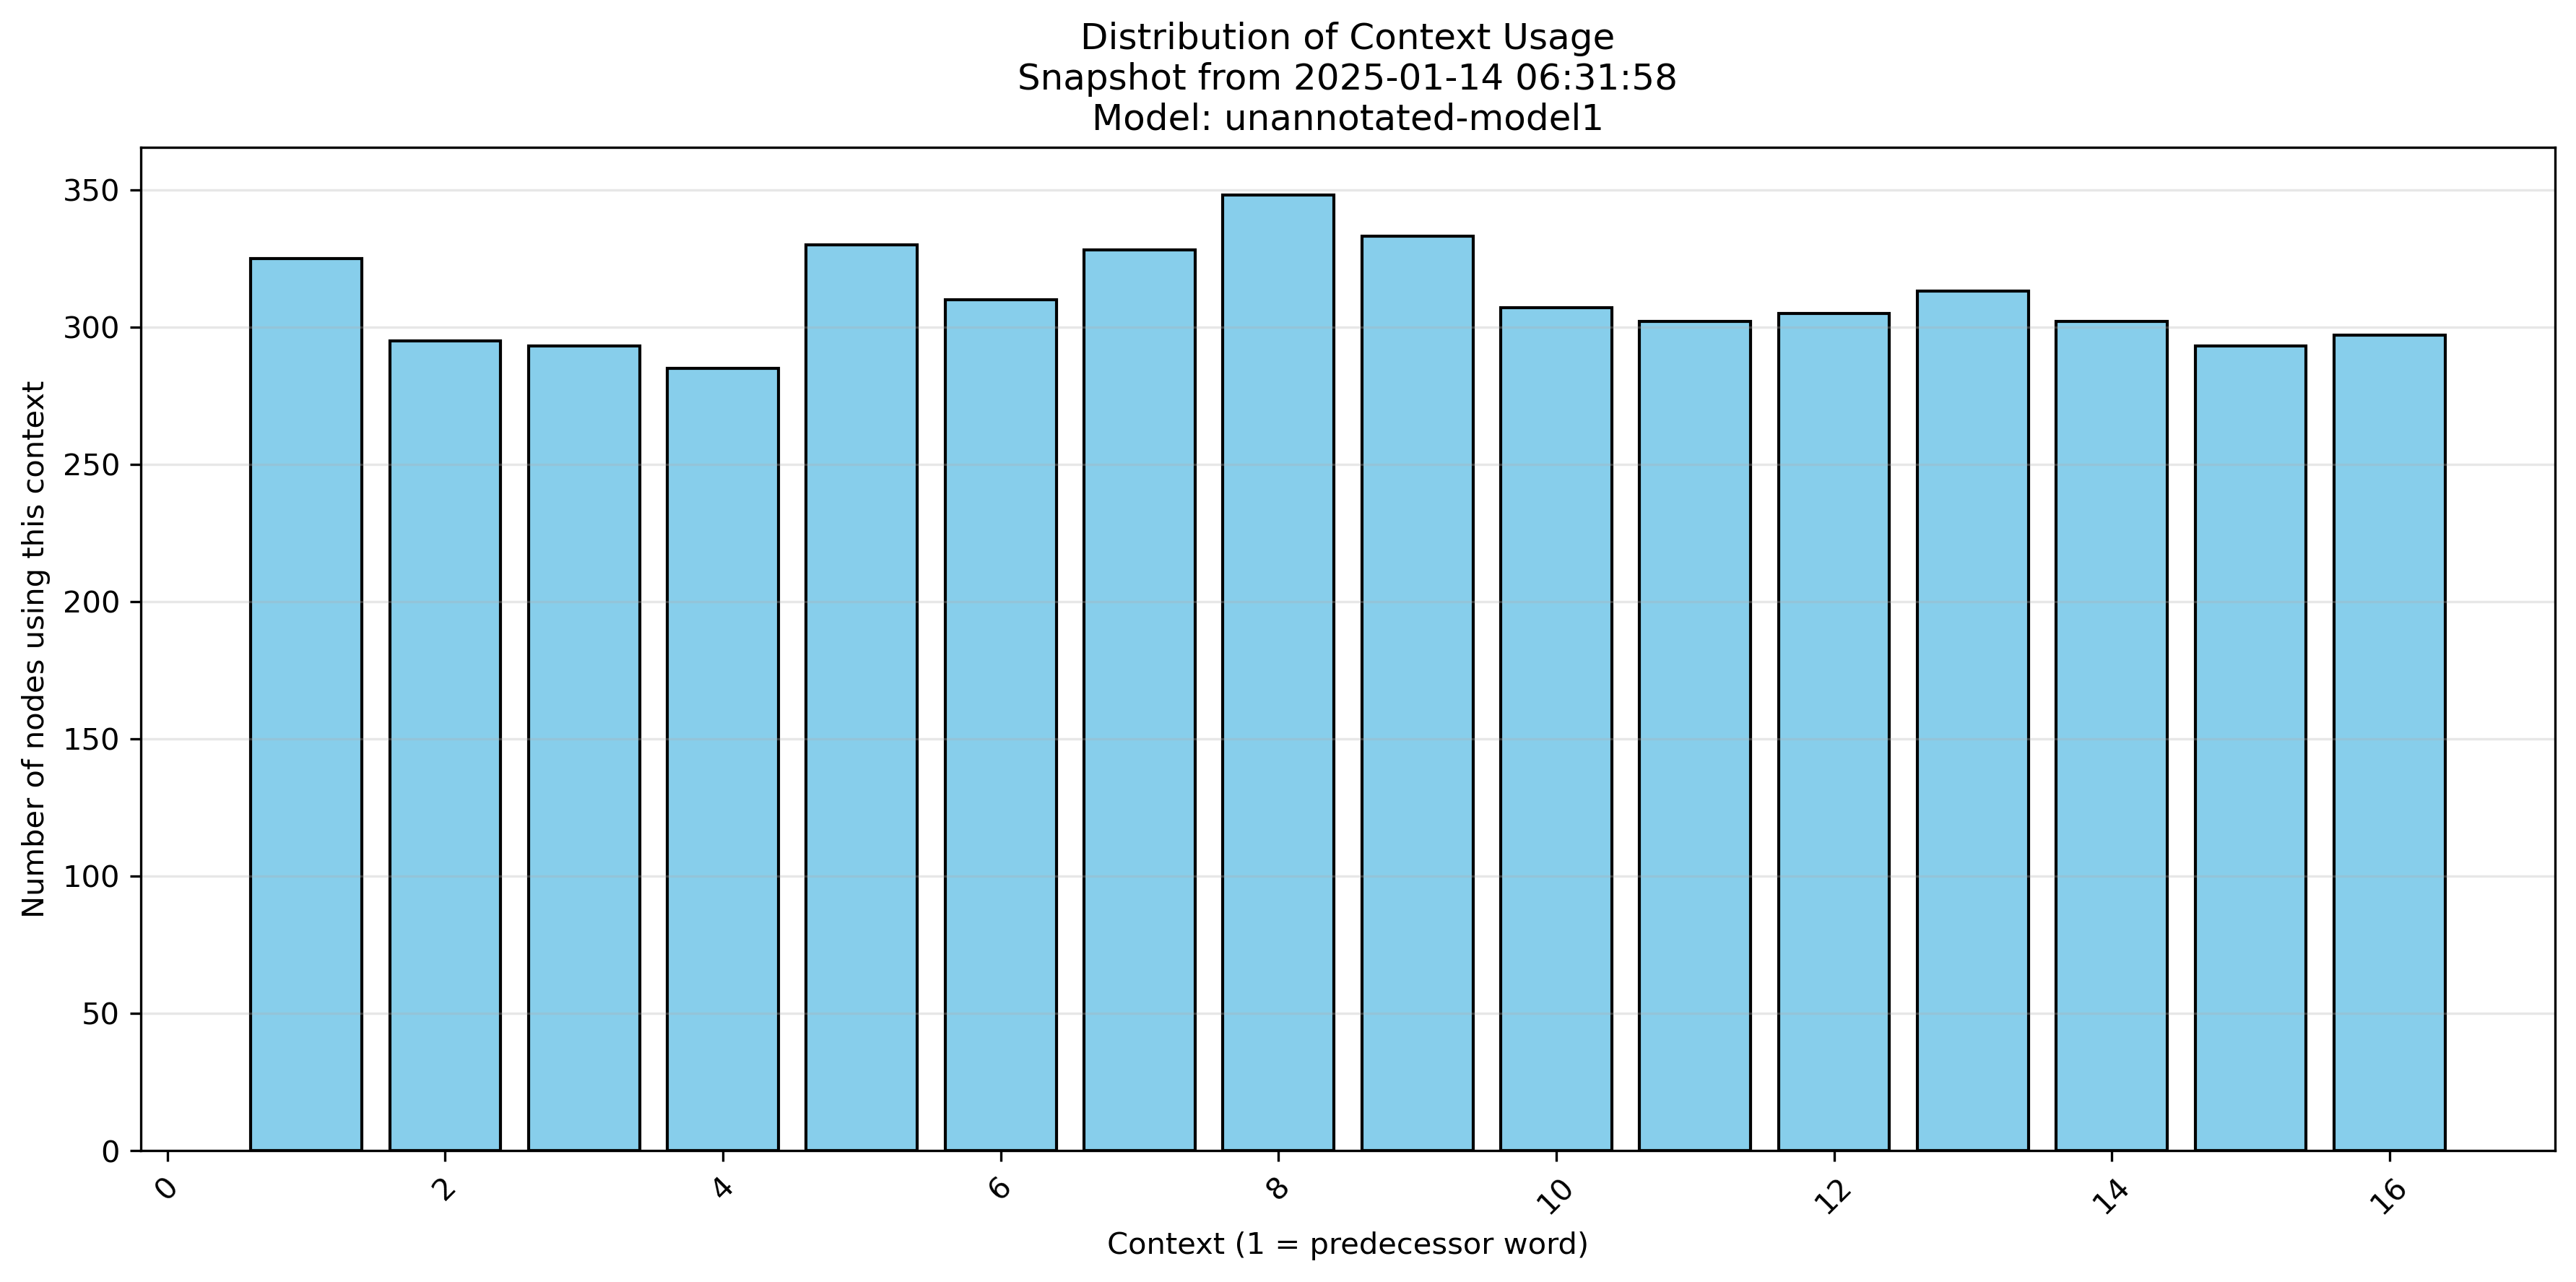 Distribution of Context Usage
Snapshot from 2025-01-14 06:31:58
Model: unannotated-model1
Number of nodes using this context
350
300
250
200
150
100
50
0
0 2 4 6 8 10 12 14 16
Context (1 = predecessor word)